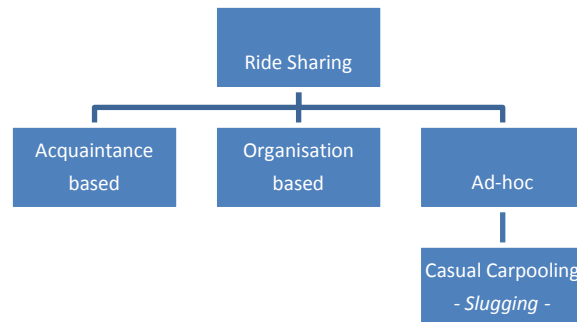 Ride Sharing
Acquaintance
based
Organisation
based
Ad-hoc
Casual Carpooling
- Slugging -